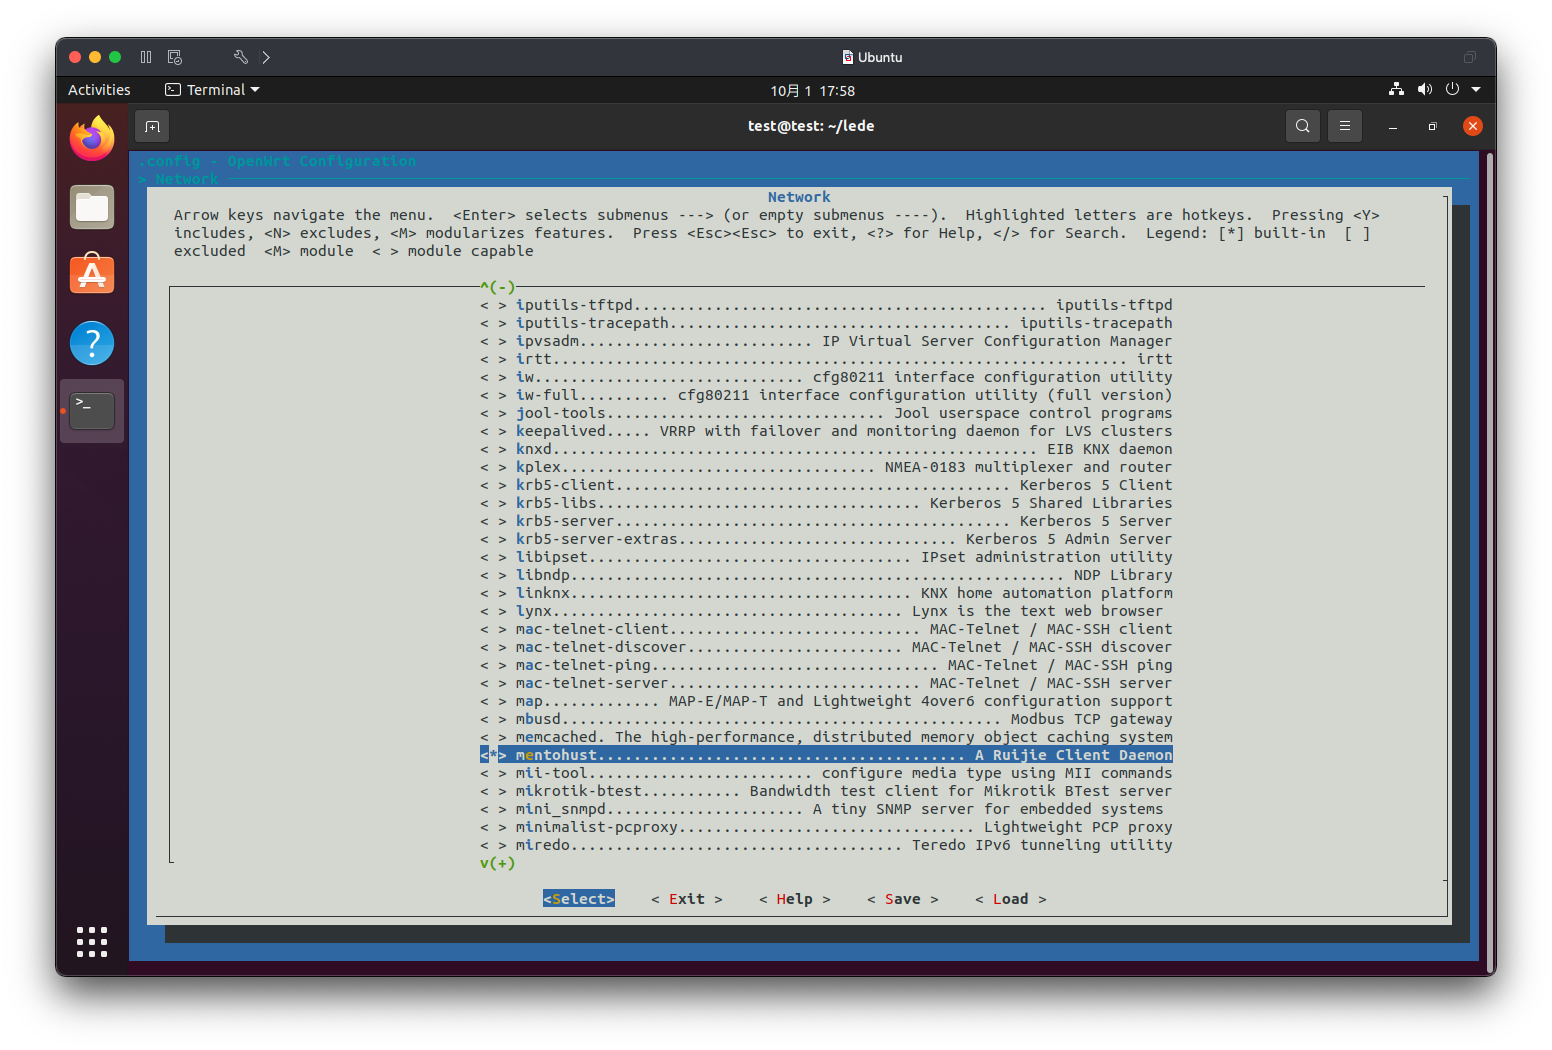 Ubuntu
Activities
Terminal
10月 1 17:58
test@test: ~/lede
.config - OpenWrt Configuration
> Network
Network
Arrow keys navigate the menu.  <Enter> selects submenus ---> (or empty submenus ----).  Highlighted letters are hotkeys.  Pressing <Y>
includes, <N> excludes, <M> modularizes features.  Press <Esc><Esc> to exit, <?> for Help, </> for Search.  Legend: [*] built-in  [ ]
excluded  <M> module  < > module capable
^(-)
< > iputils-tftpd.............................................. iputils-tftpd
< > iputils-tracepath...................................... iputils-tracepath
< > ipvsadm.......................... IP Virtual Server Configuration Manager
< > irtt................................................................ irtt
< > iw.............................. cfg80211 interface configuration utility
< > iw-full.......... cfg80211 interface configuration utility (full version)
< > jool-tools............................... Jool userspace control programs
< > keepalived..... VRRP with failover and monitoring daemon for LVS clusters
< > knxd...................................................... EIB KNX daemon
< > kplex................................... NMEA-0183 multiplexer and router
< > krb5-client............................................ Kerberos 5 Client
< > krb5-libs.................................... Kerberos 5 Shared Libraries
< > krb5-server............................................ Kerberos 5 Server
< > krb5-server-extras............................... Kerberos 5 Admin Server
< > libipset.................................... IPset administration utility
< > libndp....................................................... NDP Library
< > linknx...................................... KNX home automation platform
< > lynx....................................... Lynx is the text web browser
< > mac-telnet-client............................ MAC-Telnet / MAC-SSH client
< > mac-telnet-discover........................ MAC-Telnet / MAC-SSH discover
< > mac-telnet-ping................................ MAC-Telnet / MAC-SSH ping
< > mac-telnet-server............................ MAC-Telnet / MAC-SSH server
< > map............. MAP-E/MAP-T and Lightweight 4over6 configuration support
< > mbusd................................................. Modbus TCP gateway
< > memcached. The high-performance, distributed memory object caching system
<*> mentohust......................................... A Ruijie Client Daemon
< > mii-tool......................... configure media type using MII commands
< > mikrotik-btest........... Bandwidth test client for Mikrotik BTest server
< > mini_snmpd...................... A tiny SNMP server for embedded systems
< > minimalist-pcproxy................................. Lightweight PCP proxy
< > miredo..................................... Teredo IPv6 tunneling utility
v(+)
<Select>    < Exit >    < Help >    < Save >    < Load >